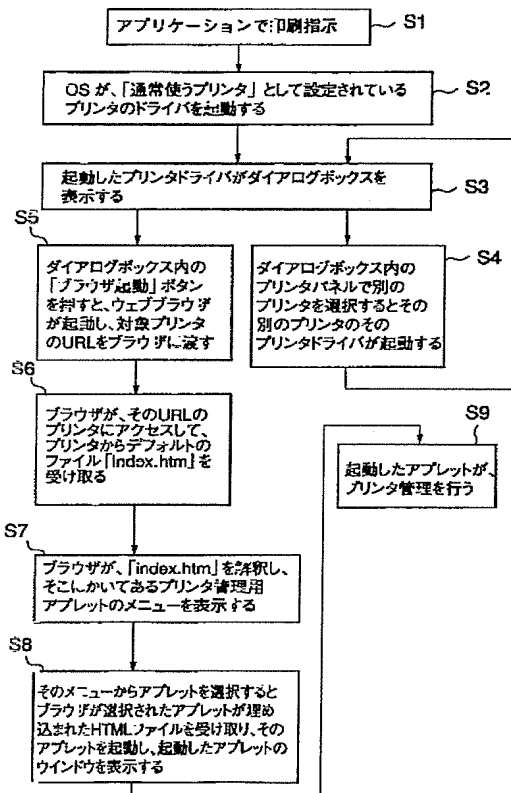 アプリケーションで印刷指示
S1
OSが、「通常使うプリンタ」として設定されている
プリンタのドライバを起動する
S2
起動したプリンタドライバがダイアログボックスを
表示する
S3
S5
ダイアログボックス内の
「ブラウザ起動」ボタン
を押すと、ウェブブラウザ
が起動し、対象プリンタ
のURLをブラウザに渡す
S4
ダイアログボックス内の
プリンタパネルで別の
プリンタを選択するとその
別のプリンタのその
プリンタドライバが起動する
S6
ブラウザが、そのURLの
プリンタにアクセスして、
プリンタからデフォルトの
ファイル「index.htm」を
受け取る
S7
ブラウザが、「index.htm」を解釈し、
そこにかいてあるプリンタ管理用
アプレットのメニューを表示する
S8
そのメニューからアプレットを選択すると
ブラウザが選択されたアプレットが埋め
込まれたHTMLファイルを受け取り、その
アプレットを起動し、起動したアプレットの
ウインドウを表示する
S9
起動したアプレットが、
プリンタ管理を行う